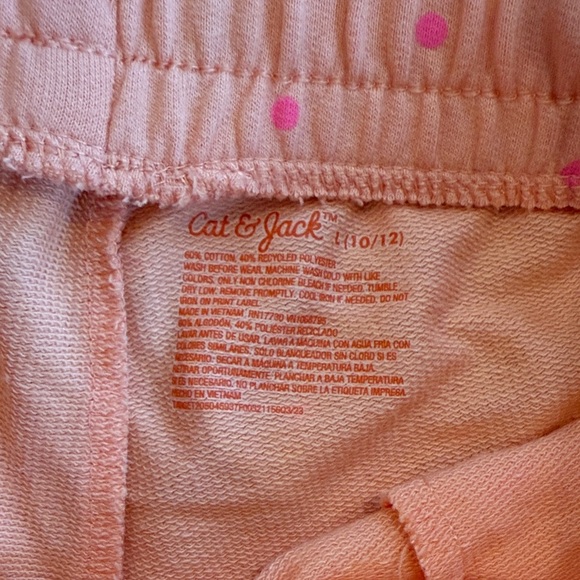 Cat & Jack™ L (10/12)
60% COTTON, 40% RECYCLED POLYESTER
WASH BEFORE WEAR. MACHINE WASH COLD WITH LIKE
COLORS. ONLY NON CHLORINE BLEACH IF NEEDED. TUMBLE
DRY LOW. REMOVE PROMPTLY. COOL IRON IF NEEDED. DO NOT
IRON ON PRINT LABEL
MADE IN VIETNAM. RN17730
60% ALGODÓN, 40% POLIÉSTER RECICLADO
LAVAR ANTES DE USAR. LAVAR A MÁQUINA CON AGUA FRÍA CON
COLORES SIMILARES. SOLO BLANQUEADOR SIN CLORO SI ES
NECESARIO. SECAR A MÁQUINA A TEMPERATURA BAJA.
OPORTUNAMENTE. PLANCHAR A BAJA TEMPERATURA
SI ES NECESARIO. NO PLANCHAR SOBRE LA ETIQUETA IMPRESA
HECHO EN VIETNAM